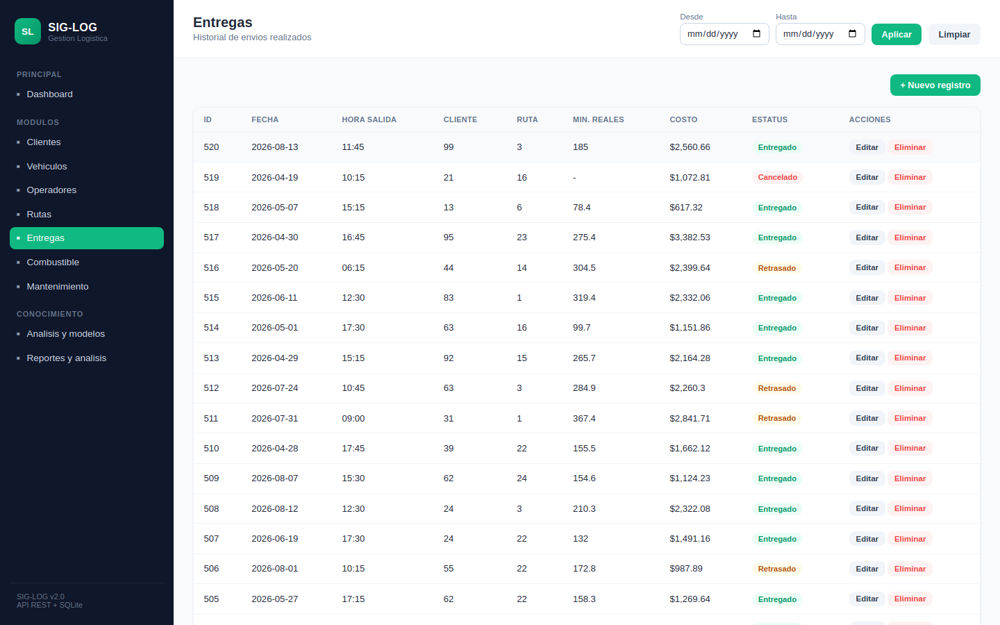 SL
SIG-LOG
Gestion Logistica
PRINCIPAL
Dashboard
MODULOS
Clientes
Vehiculos
Operadores
Rutas
Entregas
Combustible
Mantenimiento
CONOCIMIENTO
Analisis y modelos
Reportes y analisis
SIG-LOG v2.0
API REST + SQLite
Entregas
Historial de envios realizados
Desde
mm/dd/yyyy
Hasta
mm/dd/yyyy
Aplicar
Limpiar
+ Nuevo registro
ID FECHA HORA SALIDA CLIENTE RUTA MIN. REALES COSTO ESTATUS ACCIONES
520 2026-08-13 11:45 99 3 185 $2,560.66 Entregado Editar Eliminar
519 2026-04-19 10:15 21 16 - $1,072.81 Cancelado Editar Eliminar
518 2026-05-07 15:15 13 6 78.4 $617.32 Entregado Editar Eliminar
517 2026-04-30 16:45 95 23 275.4 $3,382.53 Entregado Editar Eliminar
516 2026-05-20 06:15 44 14 304.5 $2,399.64 Retrasado Editar Eliminar
515 2026-06-11 12:30 83 1 319.4 $2,332.06 Entregado Editar Eliminar
514 2026-05-01 17:30 63 16 99.7 $1,151.86 Entregado Editar Eliminar
513 2026-04-29 15:15 92 15 265.7 $2,164.28 Entregado Editar Eliminar
512 2026-07-24 10:45 63 3 284.9 $2,260.3 Retrasado Editar Eliminar
511 2026-07-31 09:00 31 1 367.4 $2,841.71 Retrasado Editar Eliminar
510 2026-04-28 17:45 39 22 155.5 $1,662.12 Entregado Editar Eliminar
509 2026-08-07 15:30 62 24 154.6 $1,124.23 Entregado Editar Eliminar
508 2026-08-12 12:30 24 3 210.3 $2,322.08 Entregado Editar Eliminar
507 2026-06-19 17:30 24 22 132 $1,491.16 Entregado Editar Eliminar
506 2026-08-01 10:15 55 22 172.8 $987.89 Retrasado Editar Eliminar
505 2026-05-27 17:15 62 22 158.3 $1,269.64 Entregado Editar Eliminar